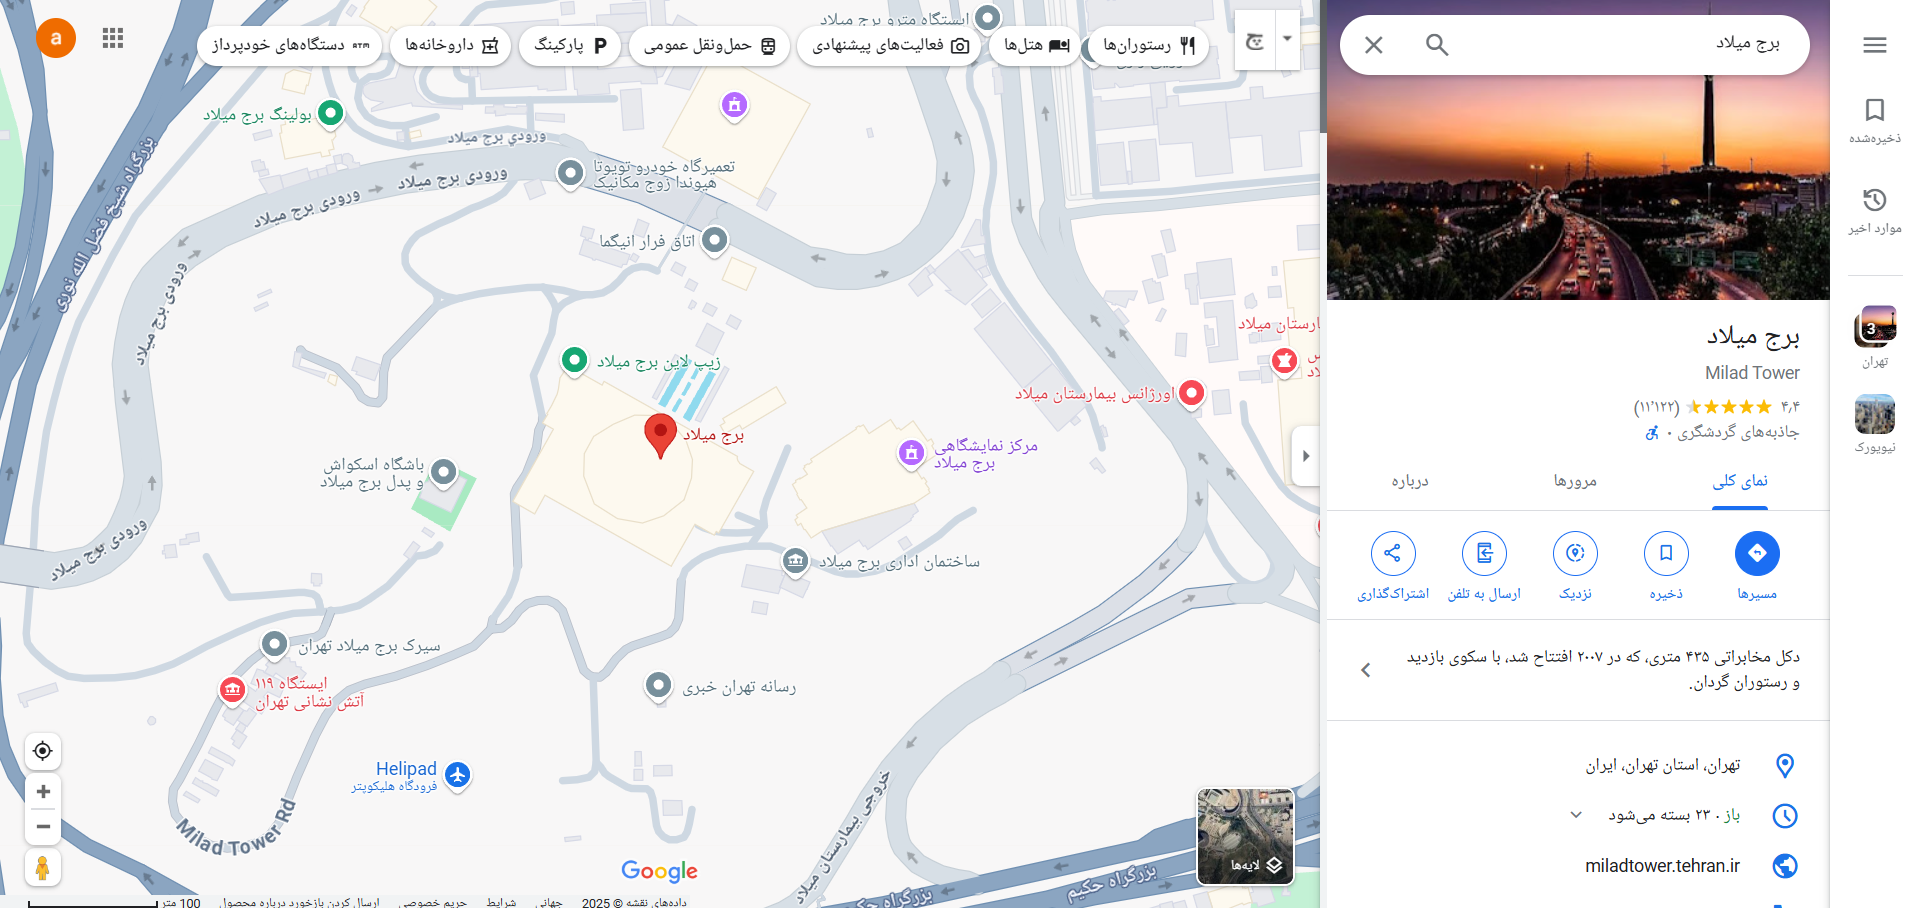 برج میلاد
ذخیره‌شده
موارد اخیر
3
تهران
نیویورک
برج میلاد
Milad Tower
۴٫۴ (۱۱٬۱۲۲)
جاذبه‌های گردشگری ·
نمای کلی
مرورها
درباره
مسیرها
ذخیره
نزدیک
ارسال به تلفن
اشتراک‌گذاری
دکل مخابراتی ۴۳۵ متری، که در ۲۰۰۷ افتتاح شد، با سکوی بازدید
و رستوران گردان.
تهران، استان تهران، ایران
باز · ۲۳ بسته می‌شود
miladtower.tehran.ir
رستوران‌ها
هتل‌ها
فعالیت‌های پیشنهادی
حمل‌ونقل عمومی
P پارکینگ
داروخانه‌ها
ATM دستگاه‌های خودپرداز
a
ایستگاه مترو برج میلاد
بولینگ برج میلاد
ورودی برج میلاد
تعمیرگاه خودرو تویوتا
هیوندا زوج مکانیک
ورودی برج میلاد
ورودی برج میلاد
بزرگراه شیخ فضل الله نوری
اتاق فرار انیگما
ورودی برج میلاد
زیپ لاین برج میلاد
اورژانس بیمارستان میلاد
برج میلاد
مرکز نمایشگاهی
برج میلاد
باشگاه اسکواش
و پدل برج میلاد
ورودی برج میلاد
ساختمان اداری برج میلاد
سیرک برج میلاد تهران
ایستگاه ۱۱۹
آتش نشانی تهران
رسانه تهران خبری
Helipad
فرودگاه هلیکوپتر
Milad Tower Rd
خروجی بیمارستان میلاد
بزرگراه حکیم
لایه‌ها
Google
داده‌های نقشه © 2025
جهانی
شرایط
حریم خصوصی
ارسال کردن بازخورد درباره محصول
100 متر